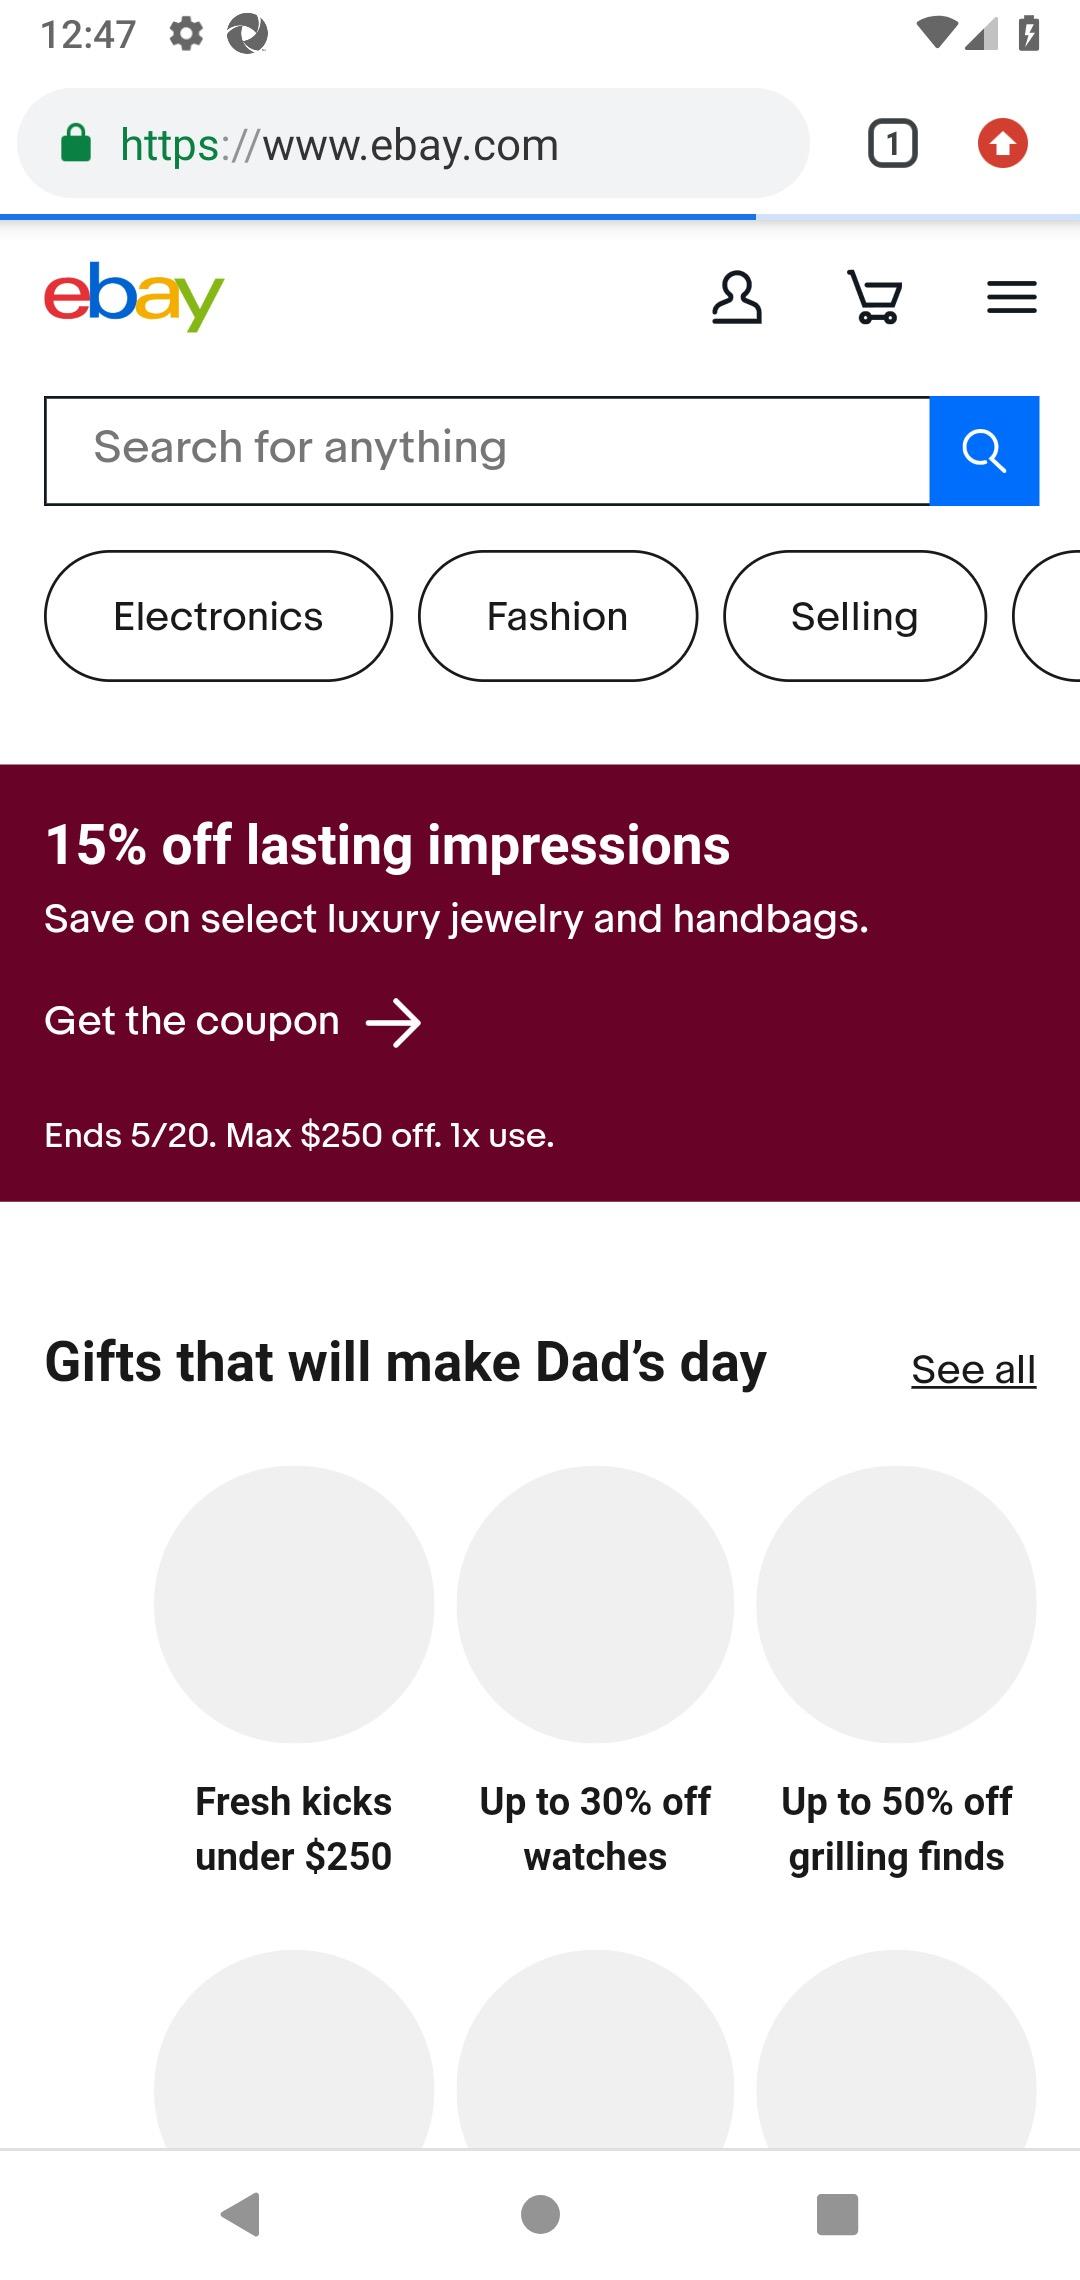 12:47
https://www.ebay.com
1
ebay
Search for anything
Electronics
Fashion
Selling
15% off lasting impressions
Save on select luxury jewelry and handbags.
Get the coupon
Ends 5/20. Max $250 off. 1x use.
Gifts that will make Dad’s day
See all
Fresh kicks
under $250
Up to 30% off
watches
Up to 50% off
grilling finds